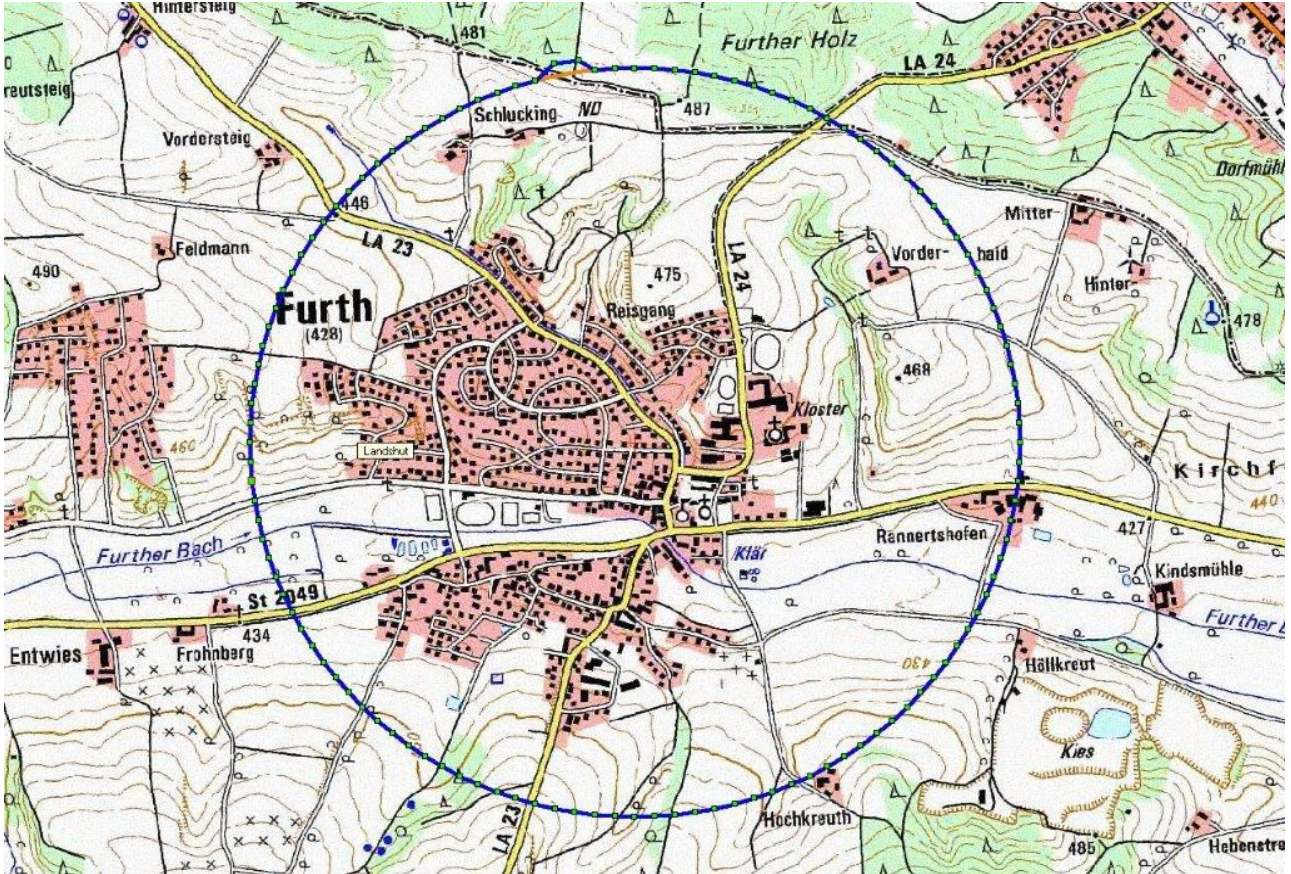 Hintersteig
481
Further Holz
LA 24
reutsteig
Schlucking
ND
487
Vordersteig
Dorfmühl
446
Mitter
LA 23
Feldmann
Vorder-
haid
490
475
LA 24
Hinter
Furth
(428)
Reisgang
478
468
Kloster
460
Landshut
Kirchf
440
Rannertshofen
427
Further Bach
Klär
Kindsmühle
St 2049
Further B
434
Entwies
Frohnberg
430
Höllkreut
Kies
LA 23
Hochkreuth
485
Hebenstre